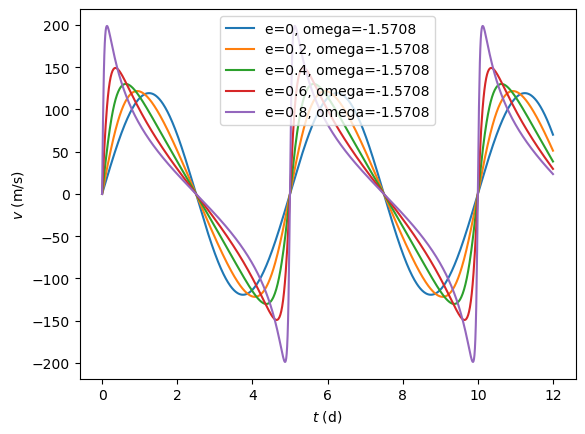 e=0, omega=-1.5708
e=0.2, omega=-1.5708
e=0.4, omega=-1.5708
e=0.6, omega=-1.5708
e=0.8, omega=-1.5708
200
150
100
50
0
−50
−100
−150
−200
v (m/s)
0 2 4 6 8 10 12
t (d)